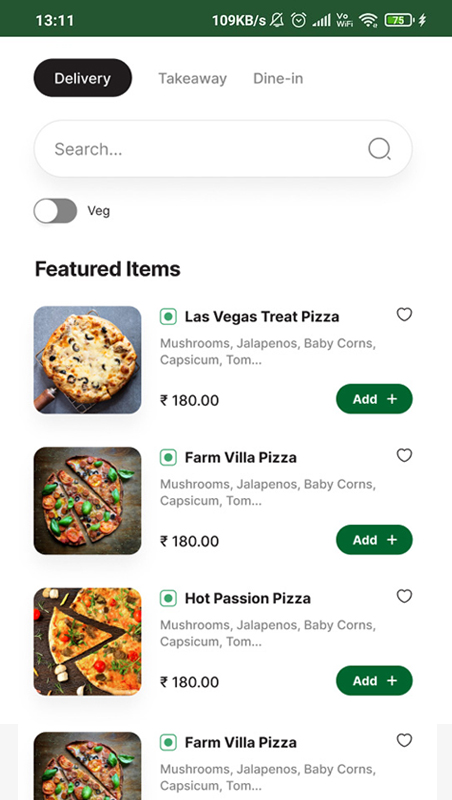 13:11 109KB/s Vo WiFi 75
Delivery Takeaway Dine-in
Search...
Veg
Featured Items
Las Vegas Treat Pizza
Mushrooms, Jalapenos, Baby Corns,
Capsicum, Tom...
₹ 180.00 Add +
Farm Villa Pizza
Mushrooms, Jalapenos, Baby Corns,
Capsicum, Tom...
₹ 180.00 Add +
Hot Passion Pizza
Mushrooms, Jalapenos, Baby Corns,
Capsicum, Tom...
₹ 180.00 Add +
Farm Villa Pizza
Mushrooms, Jalapenos, Baby Corns,
Capsicum, Tom...